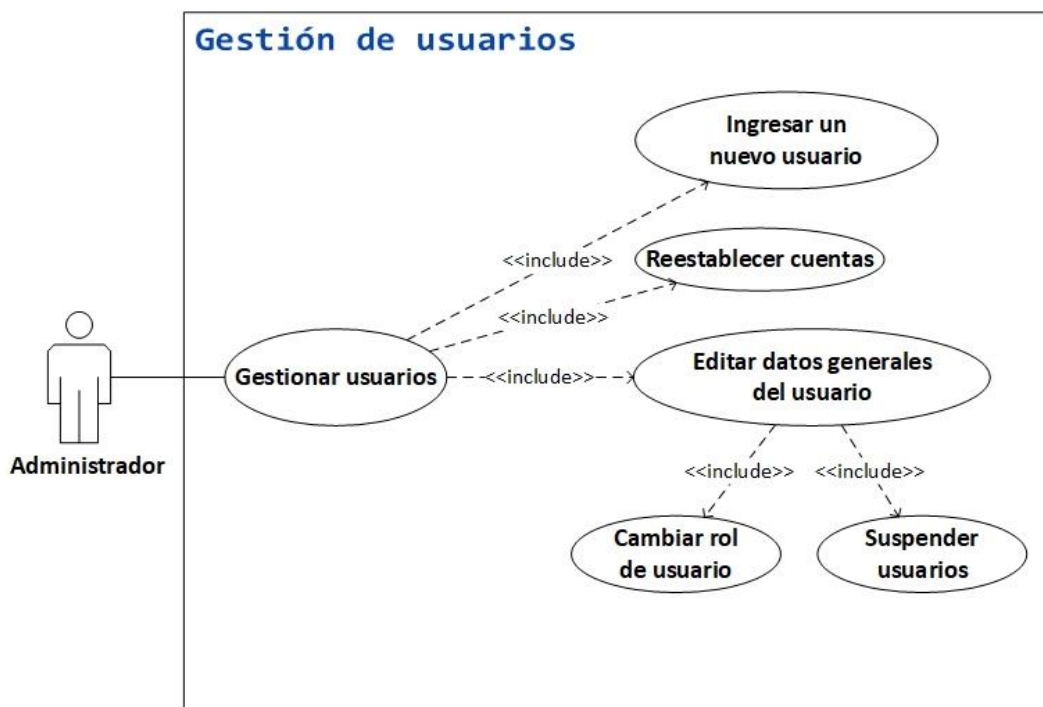 Gestión de usuarios
Ingresar un
nuevo usuario
<<include>>
Reestablecer cuentas
<<include>>
Gestionar usuarios
<<include>>
Editar datos generales
del usuario
Administrador
<<include>>
<<include>>
Cambiar rol
de usuario
Suspender
usuarios